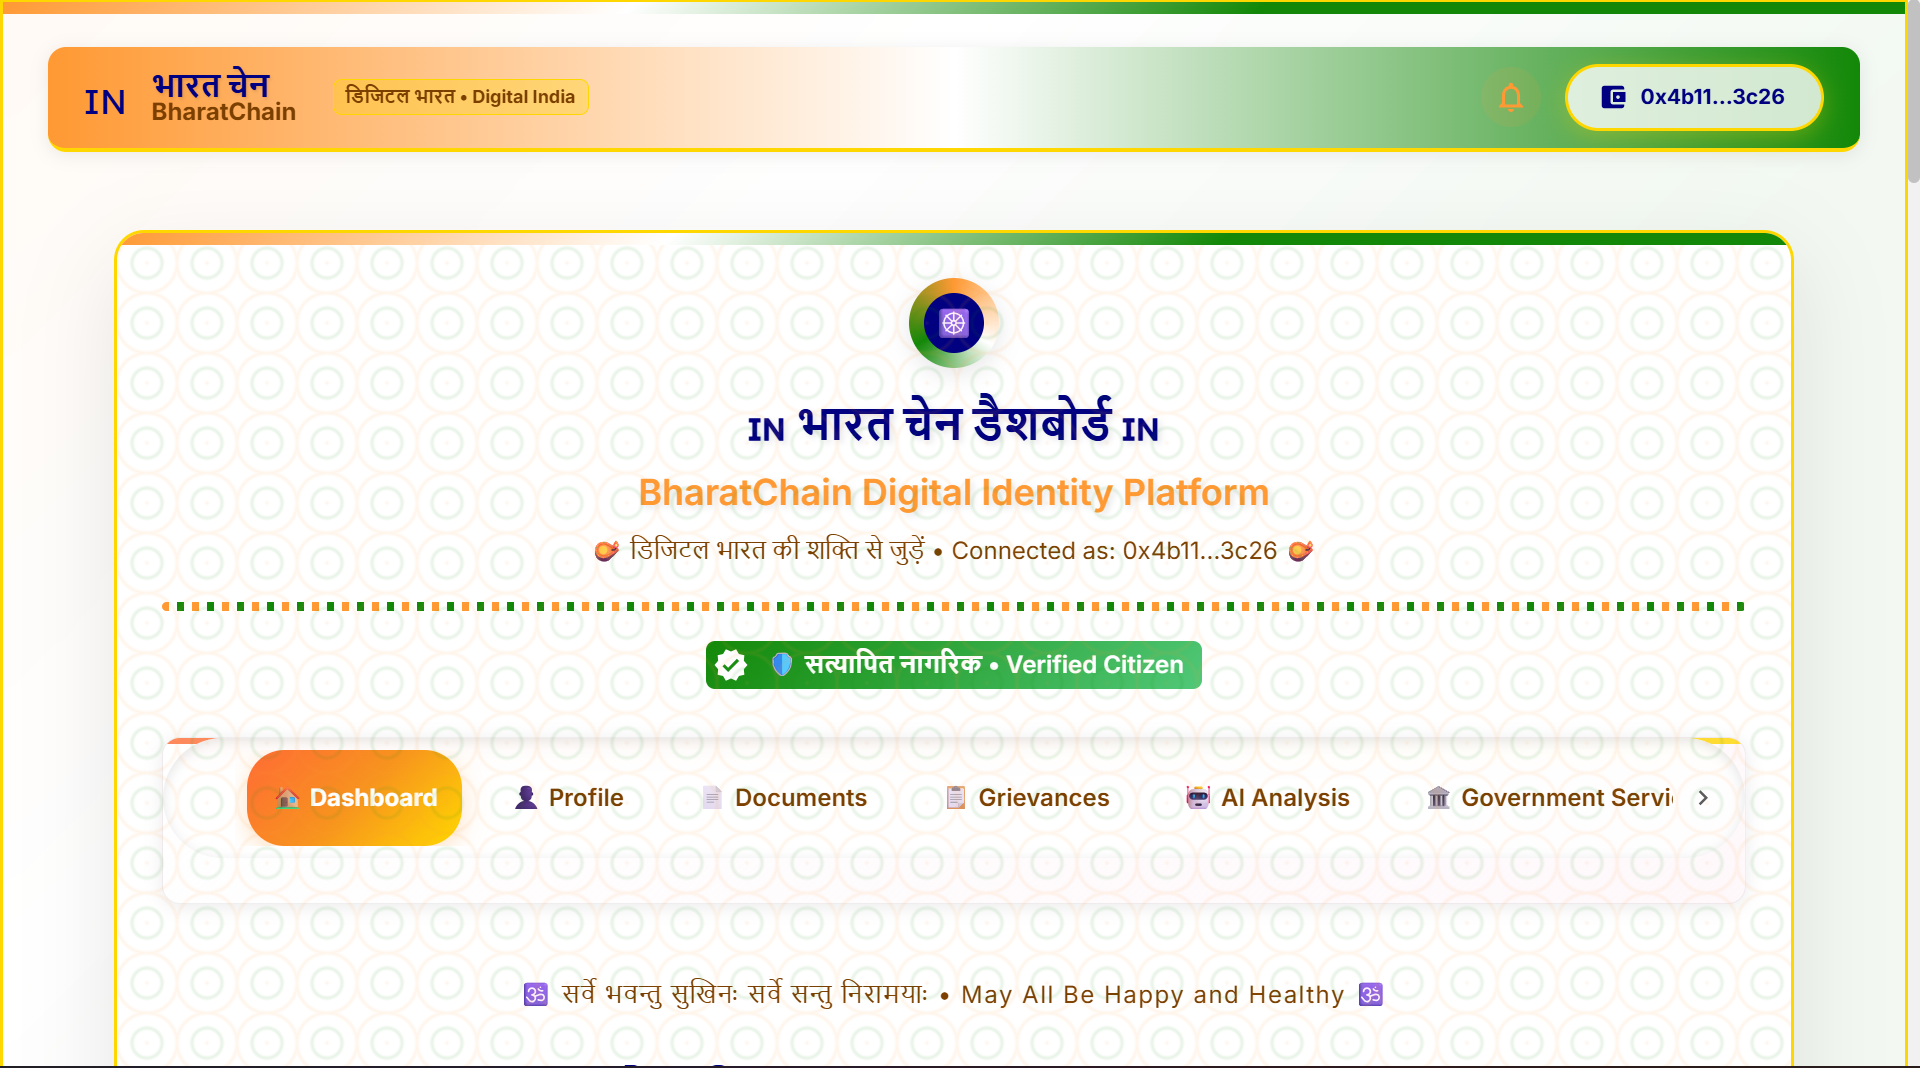 IN
भारत चेन
BharatChain
डिजिटल भारत • Digital India
0x4b11...3c26
IN भारत चेन डैशबोर्ड IN
BharatChain Digital Identity Platform
डिजिटल भारत की शक्ति से जुड़ें • Connected as: 0x4b11...3c26
सत्यापित नागरिक • Verified Citizen
Dashboard
Profile
Documents
Grievances
AI Analysis
Government Servi
🕉 सर्वे भवन्तु सुखिनः सर्वे सन्तु निरामयाः • May All Be Happy and Healthy 🕉